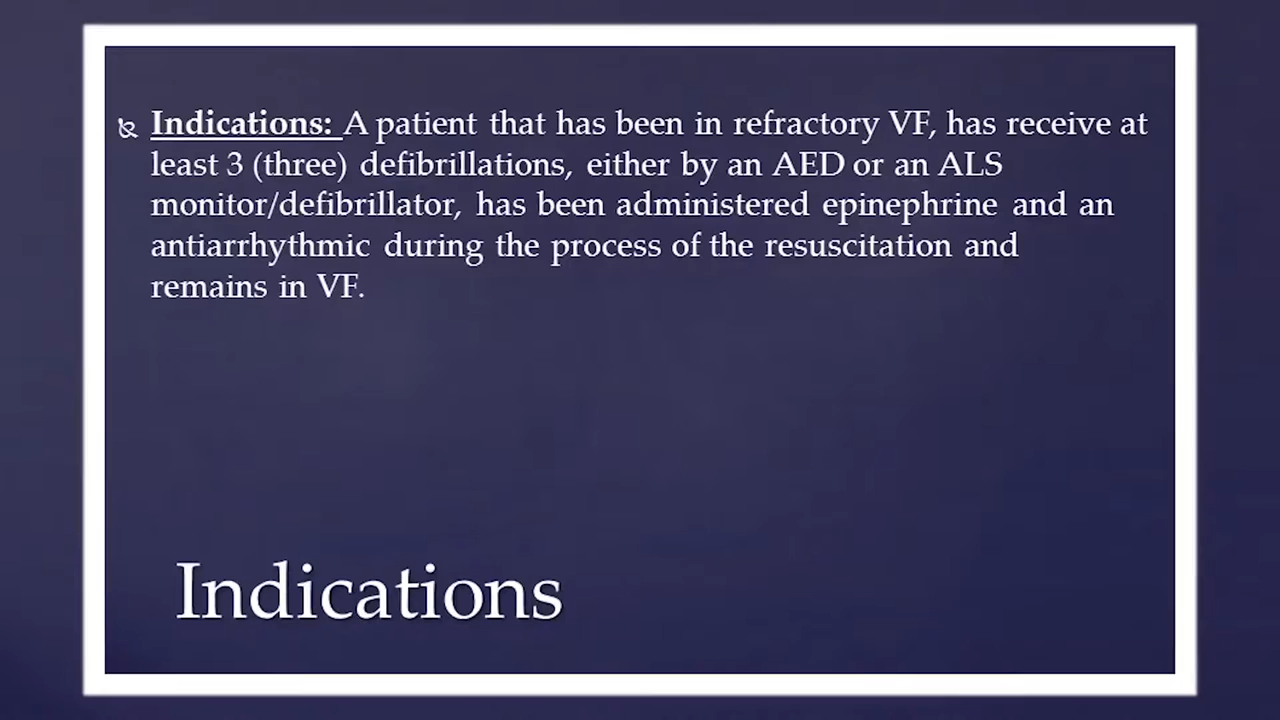 Indications: A patient that has been in refractory VF, has receive at
least 3 (three) defibrillations, either by an AED or an ALS
monitor/defibrillator, has been administered epinephrine and an
antiarrhythmic during the process of the resuscitation and
remains in VF.
Indications